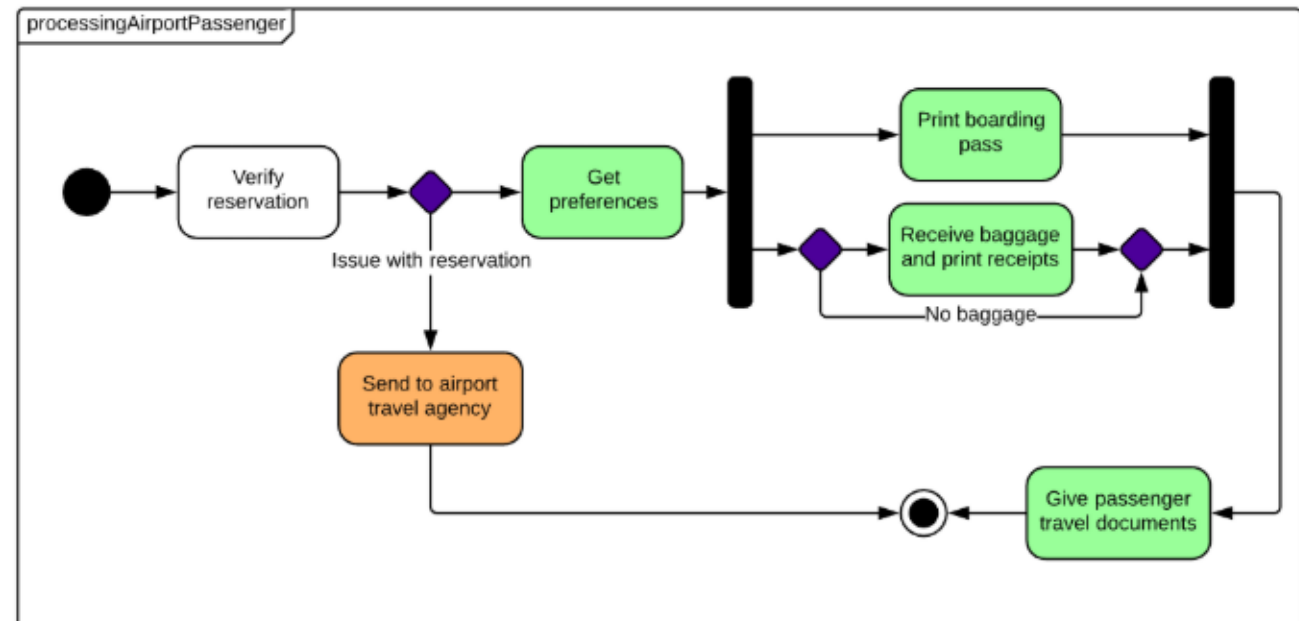 processingAirportPassenger
Verify
reservation
Get
preferences
Print boarding
pass
Receive baggage
and print receipts
No baggage
Issue with reservation
Send to airport
travel agency
Give passenger
travel documents